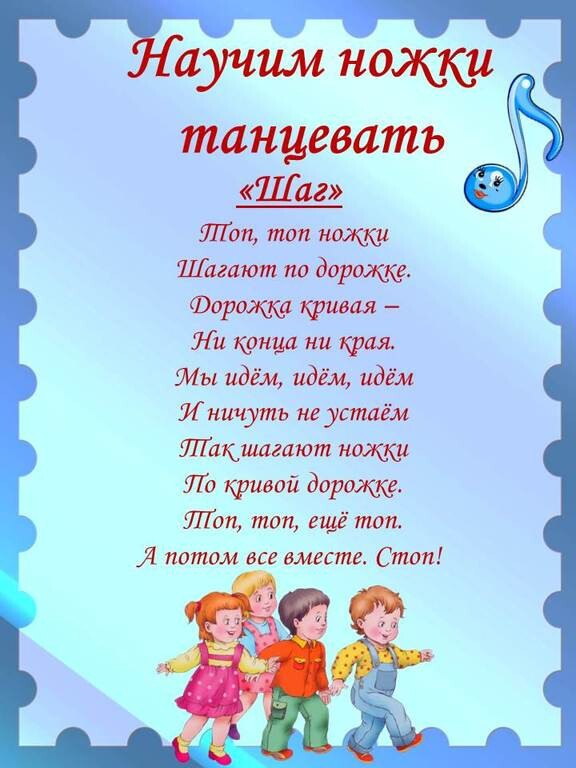 Научим ножки
танцевать
«Шаг»
Топ, топ ножки
Шагают по дорожке.
Дорожка кривая –
Ни конца ни края.
Мы идём, идём, идём
И ничуть не устаём
Так шагают ножки
По кривой дорожке.
Топ, топ, ещё топ.
А потом все вместе. Стоп!